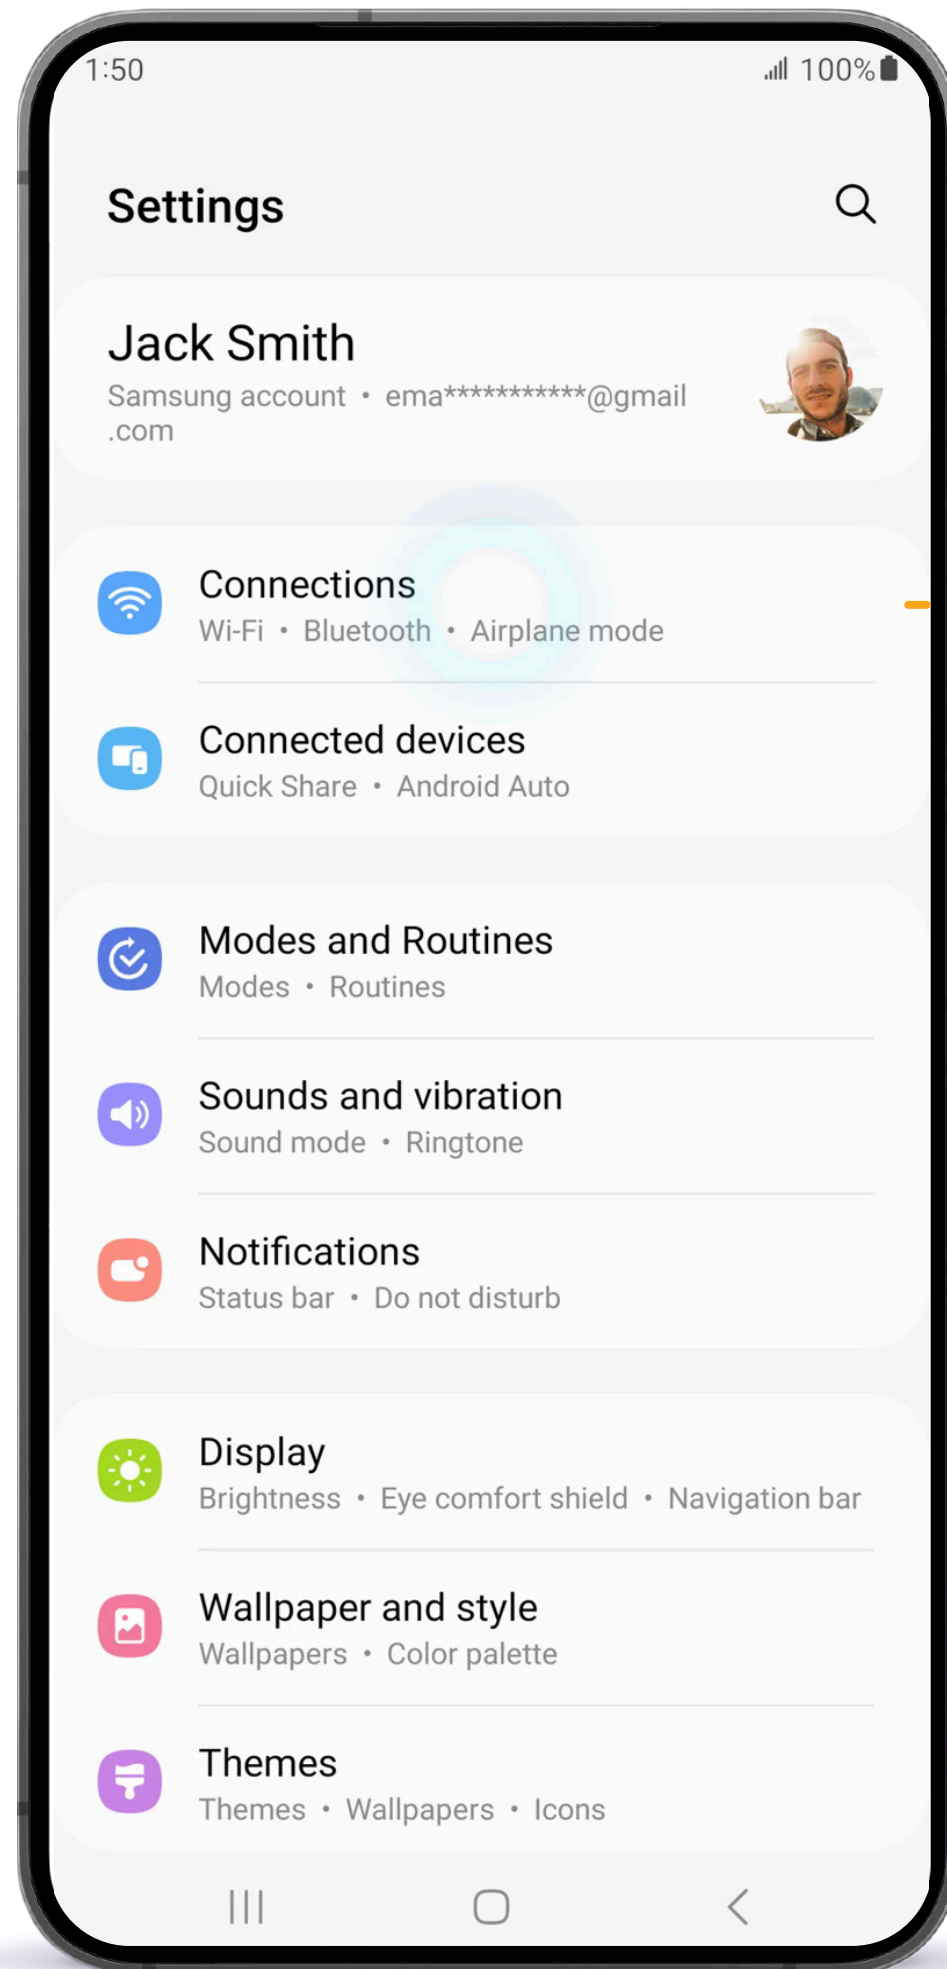 1:50
100%
Settings
Jack Smith
Samsung account • ema***********@gmail
.com
Connections
Wi-Fi • Bluetooth • Airplane mode
Connected devices
Quick Share • Android Auto
Modes and Routines
Modes • Routines
Sounds and vibration
Sound mode • Ringtone
Notifications
Status bar • Do not disturb
Display
Brightness • Eye comfort shield • Navigation bar
Wallpaper and style
Wallpapers • Color palette
Themes
Themes • Wallpapers • Icons